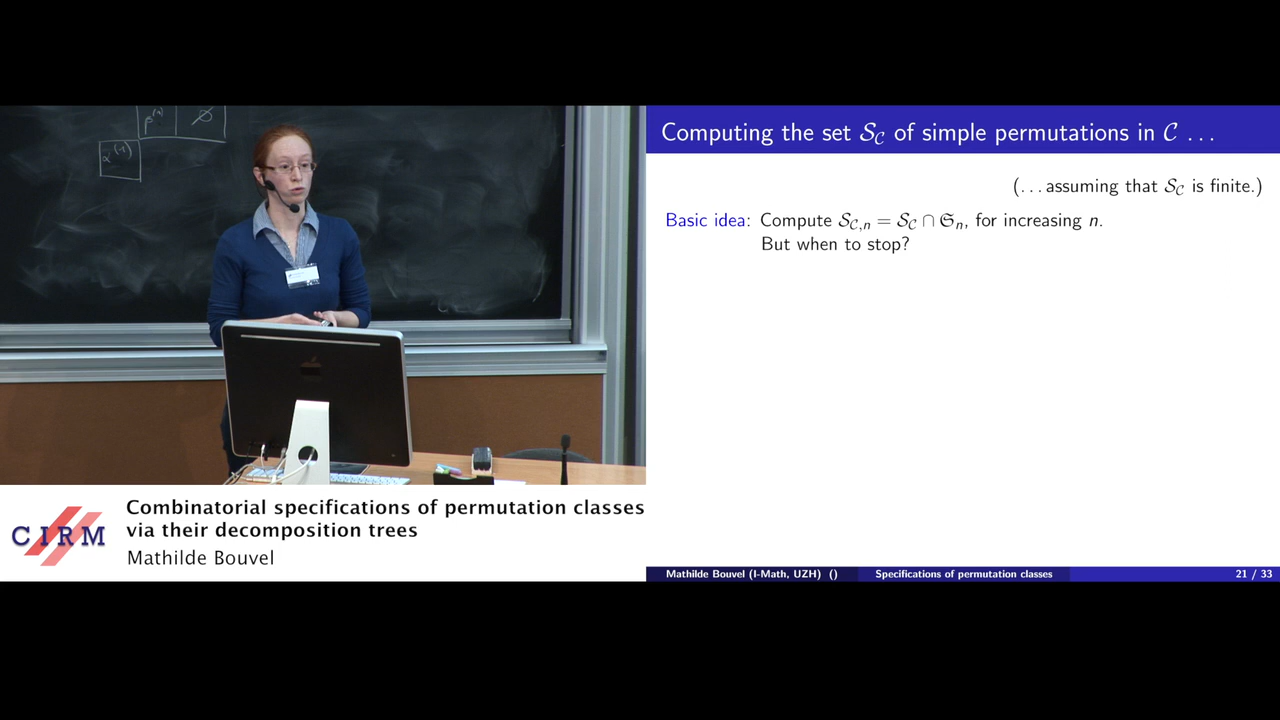 Computing the set 𝒮_𝒞 of simple permutations in 𝒞 ...
(... assuming that 𝒮_𝒞 is finite.)
Basic idea: Compute 𝒮_𝒞,n = 𝒮_𝒞 ∩ 𝔖_n, for increasing n.
But when to stop?
CIRM
Combinatorial specifications of permutation classes
via their decomposition trees
Mathilde Bouvel
Mathilde Bouvel (I-Math, UZH) ()
Specifications of permutation classes
21 / 33